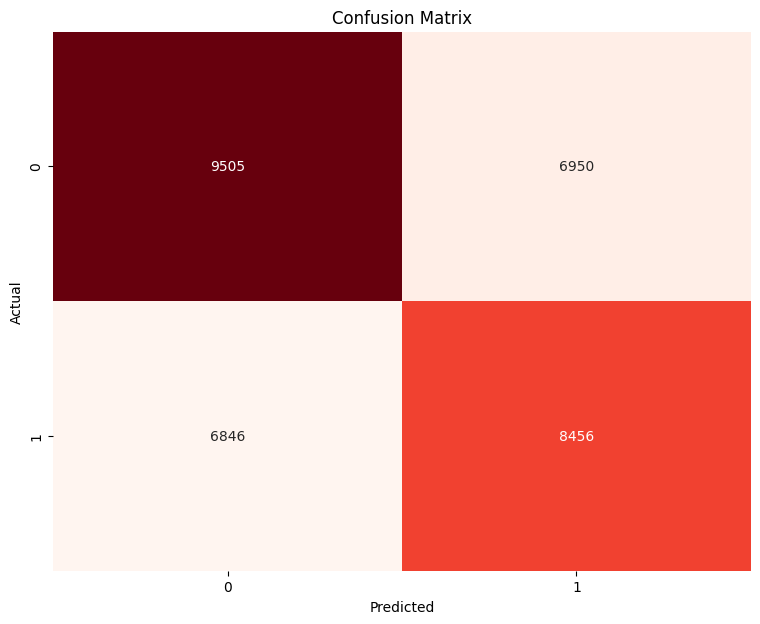 Confusion Matrix
Actual
0
9505
6950
1
6846
8456
0
1
Predicted